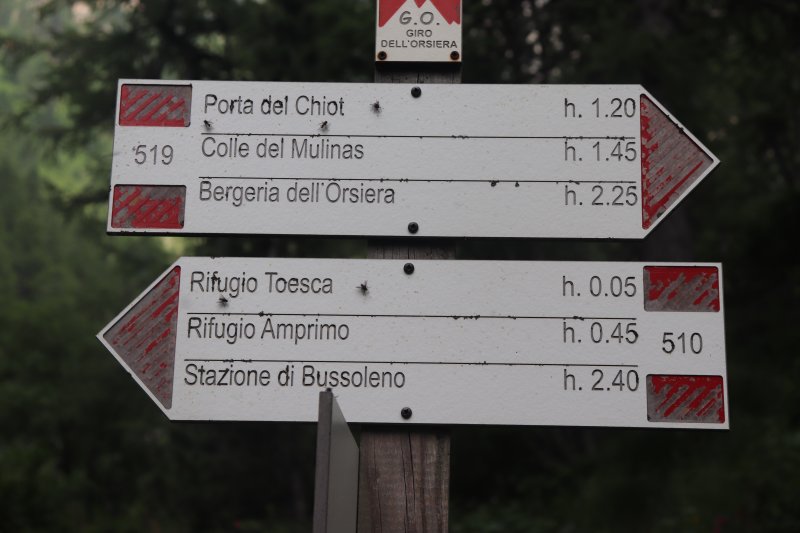 G.O.
GIRO
DELL'ORSIERA
Porta del Chiot h. 1.20
519 Colle del Mulinas h. 1.45
Bergeria dell'Orsiera h. 2.25
Rifugio Toesca h. 0.05
Rifugio Amprimo h. 0.45 510
Stazione di Bussoleno h. 2.40